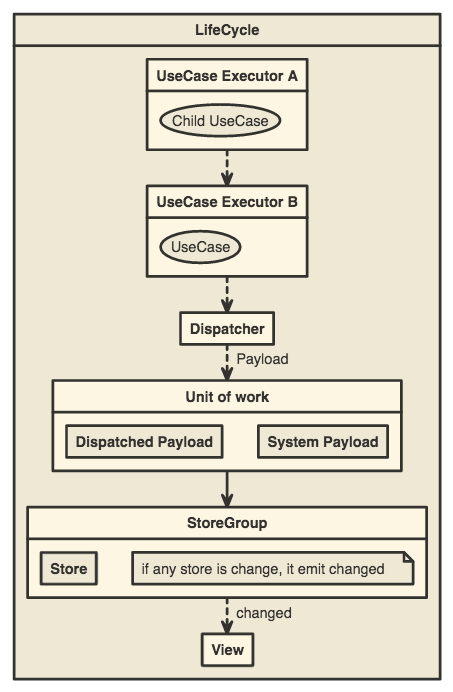 LifeCycle
UseCase Executor A
Child UseCase
UseCase Executor B
UseCase
Dispatcher
Payload
Unit of work
Dispatched Payload
System Payload
StoreGroup
Store
if any store is change, it emit changed
changed
View